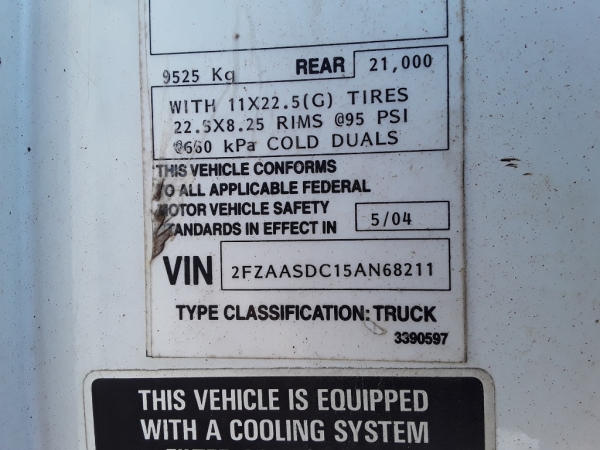 9525 Kg REAR 21,000
WITH 11X22.5(G) TIRES
22.5X8.25 RIMS @95 PSI
@660 kPa COLD DUALS
THIS VEHICLE CONFORMS
TO ALL APPLICABLE FEDERAL
MOTOR VEHICLE SAFETY
STANDARDS IN EFFECT IN 5/04
VIN 2FZAASDC15AN68211
TYPE CLASSIFICATION: TRUCK
3390597
THIS VEHICLE IS EQUIPPED
WITH A COOLING SYSTEM